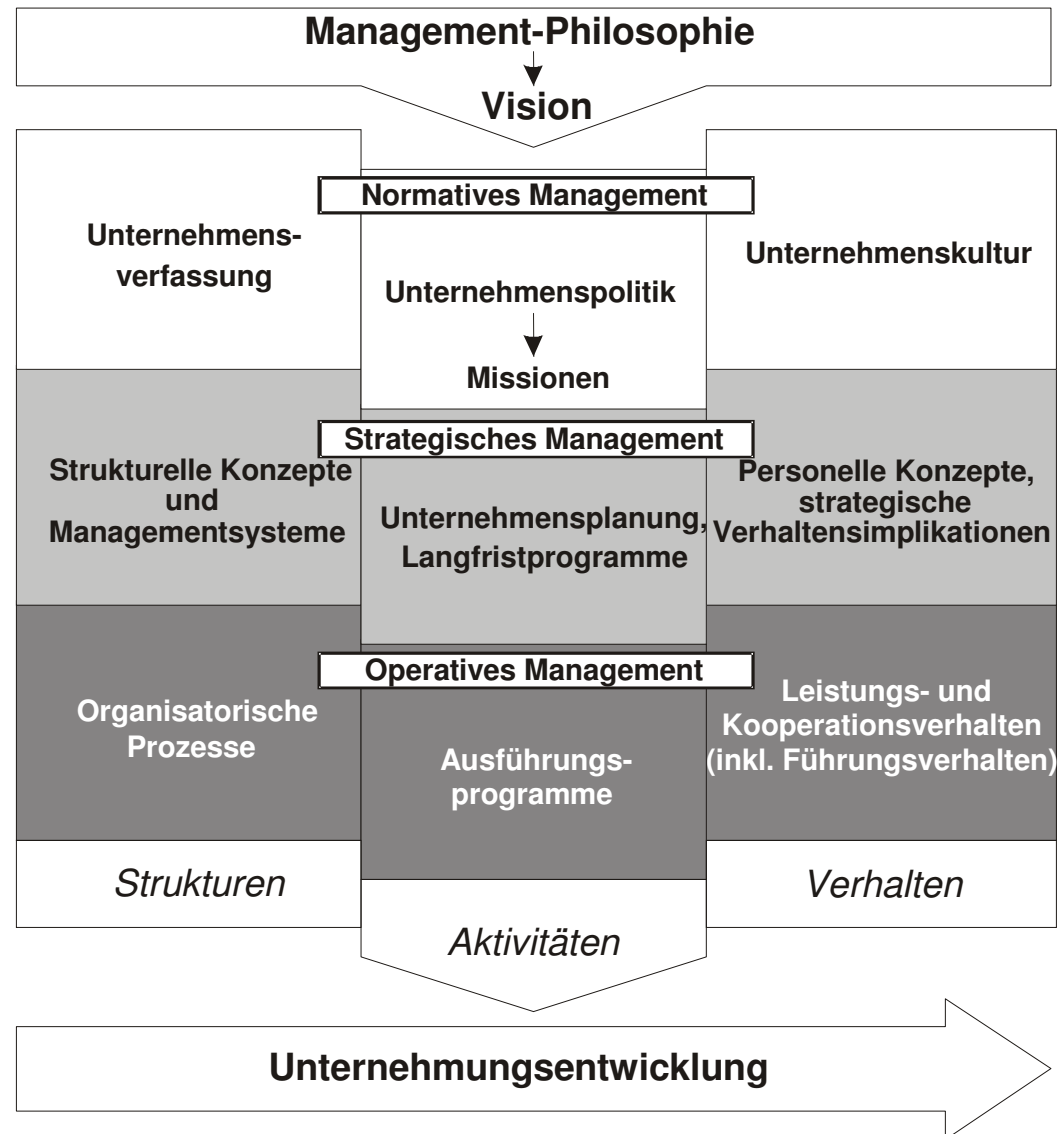 Management-Philosophie
Vision
Normatives Management
Unternehmens-
verfassung
Unternehmenspolitik
Missionen
Unternehmenskultur
Strategisches Management
Strukturelle Konzepte
und
Managementsysteme
Unternehmensplanung,
Langfristprogramme
Personelle Konzepte,
strategische
Verhaltensimplikationen
Operatives Management
Organisatorische
Prozesse
Ausführungs-
programme
Leistungs- und
Kooperationsverhalten
(inkl. Führungsverhalten)
Strukturen
Aktivitäten
Verhalten
Unternehmungsentwicklung